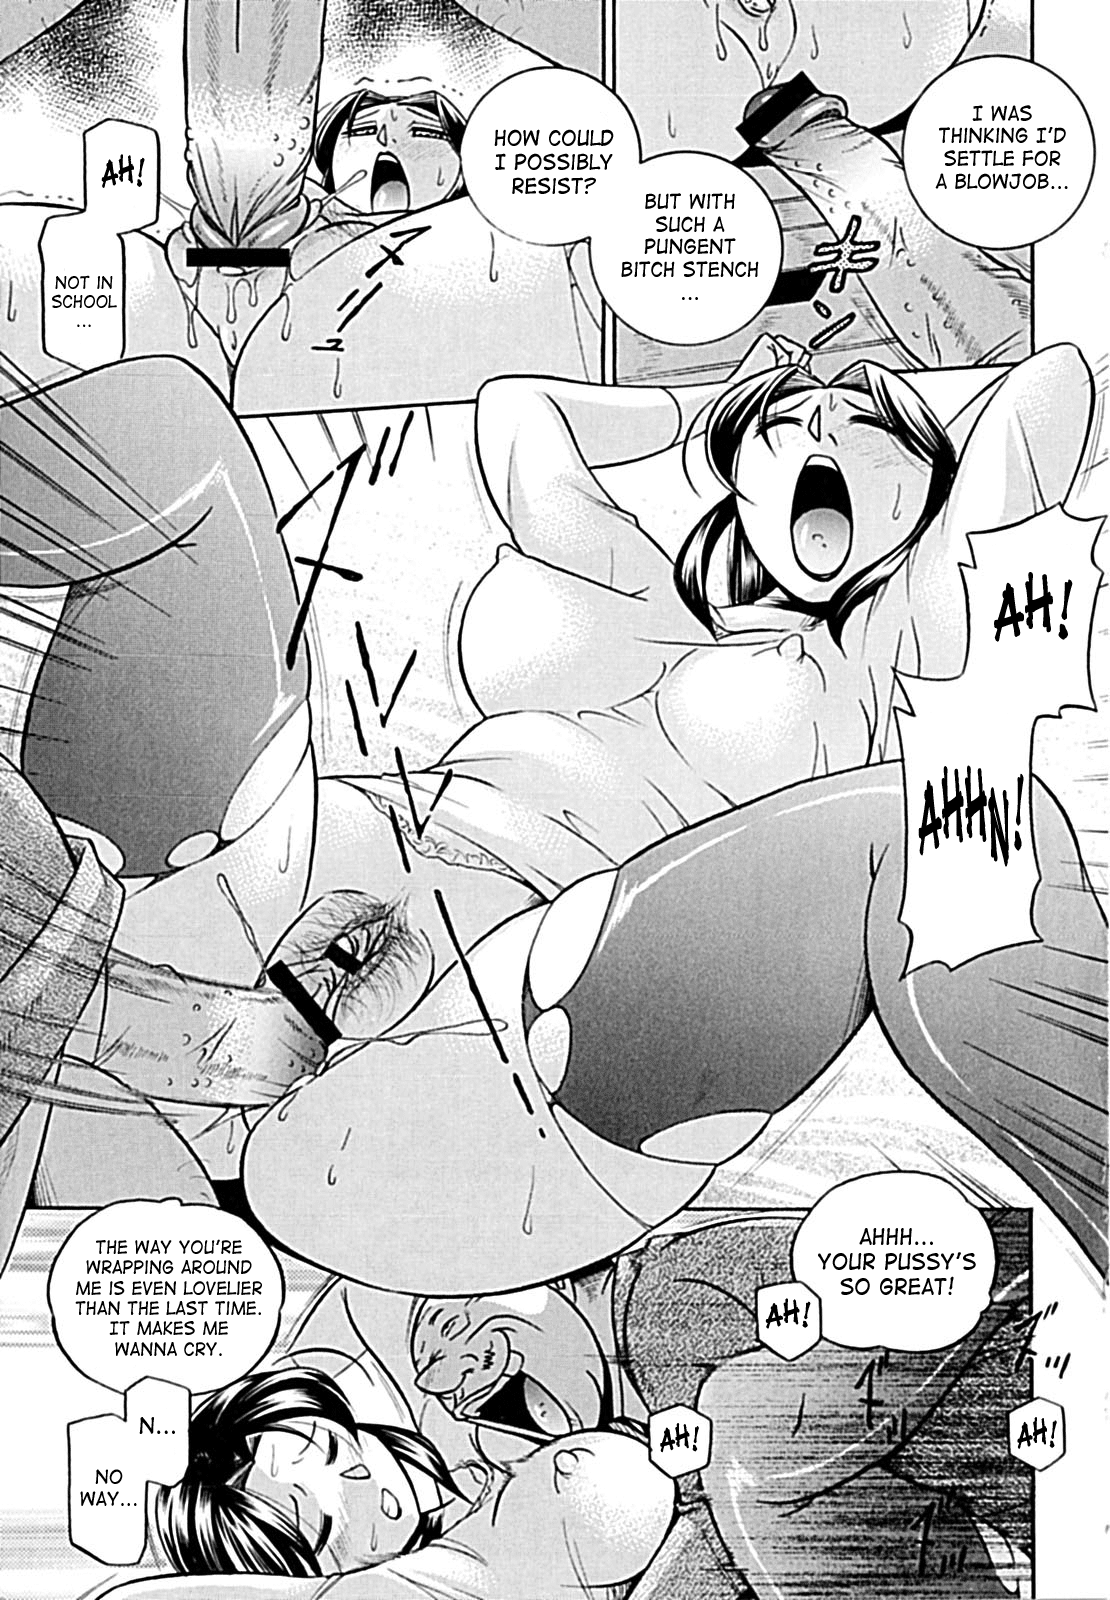 I WAS
THINKING I'D
SETTLE FOR
A BLOWJOB...
BUT WITH
SUCH A
PUNGENT
BITCH STENCH
...
HOW COULD
I POSSIBLY
RESIST?
AH!
NOT IN
SCHOOL
...
AH!
AHHN!
AHHH...
YOUR PUSSY'S
SO GREAT!
AH!
AH!
AH!
THE WAY YOU'RE
WRAPPING AROUND
ME IS EVEN LOVELIER
THAN THE LAST TIME.
IT MAKES ME
WANNA CRY.
N...
NO
WAY...